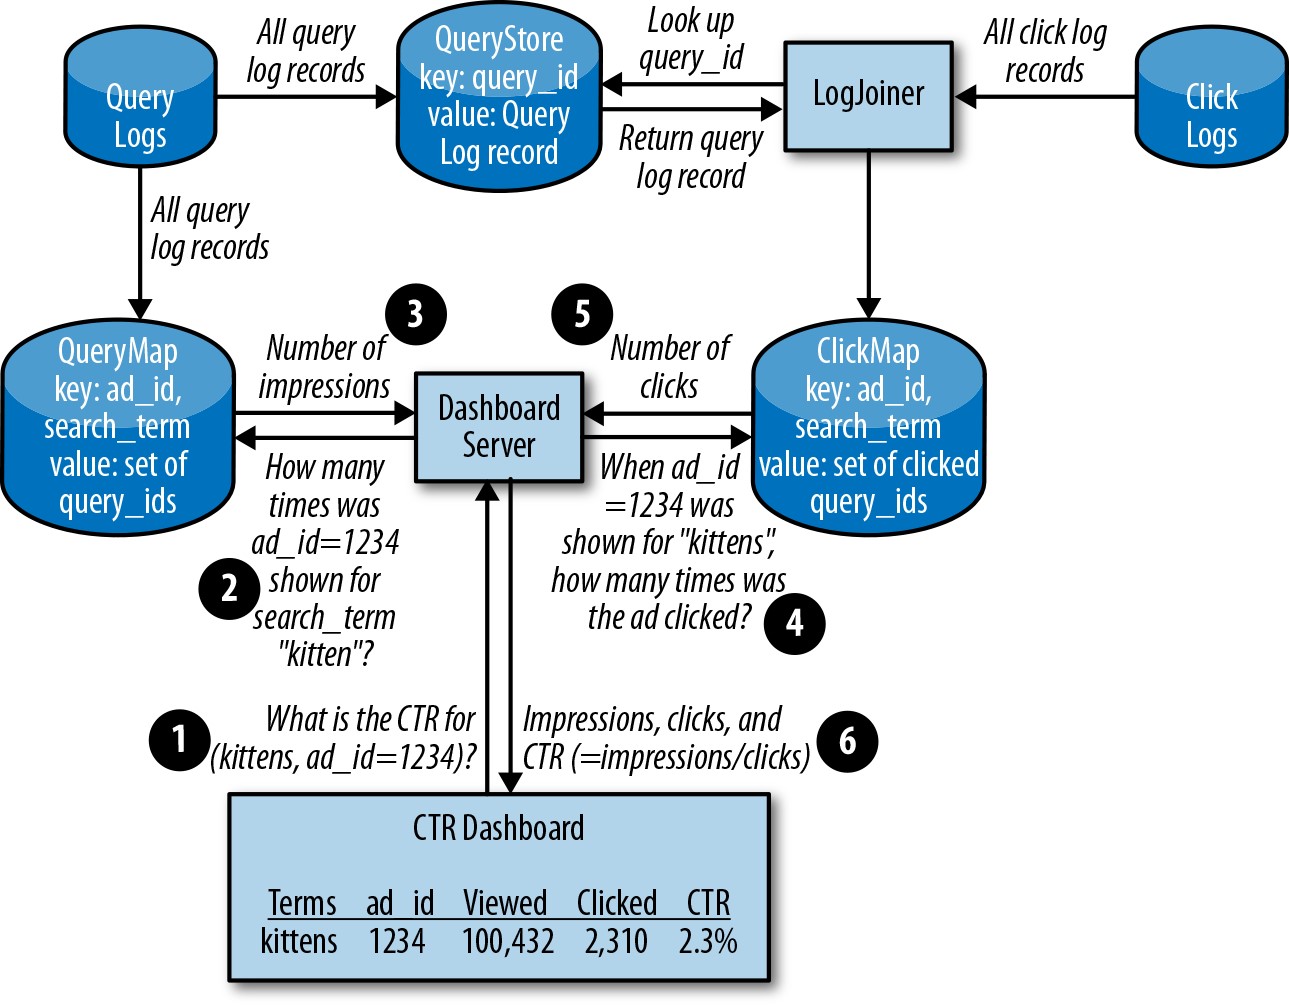 All query
log records
QueryStore
key: query_id
value: Query
Log record
Look up
query_id
Return query
log record
LogJoiner
All click log
records
Query
Logs
Click
Logs
All query
log records
3
5
QueryMap
key: ad_id,
search_term
value: set of
query_ids
Number of
impressions
Dashboard
Server
Number of
clicks
ClickMap
key: ad_id,
search_term
value: set of clicked
query_ids
How many
times was
ad_id=1234
shown for
search_term
"kitten"?
2
When ad_id
=1234 was
shown for "kittens",
how many times was
the ad clicked?
4
1
What is the CTR for
(kittens, ad_id=1234)?
Impressions, clicks, and
CTR (=impressions/clicks)
6
CTR Dashboard
Terms ad_id Viewed Clicked CTR
kittens 1234 100,432 2,310 2.3%